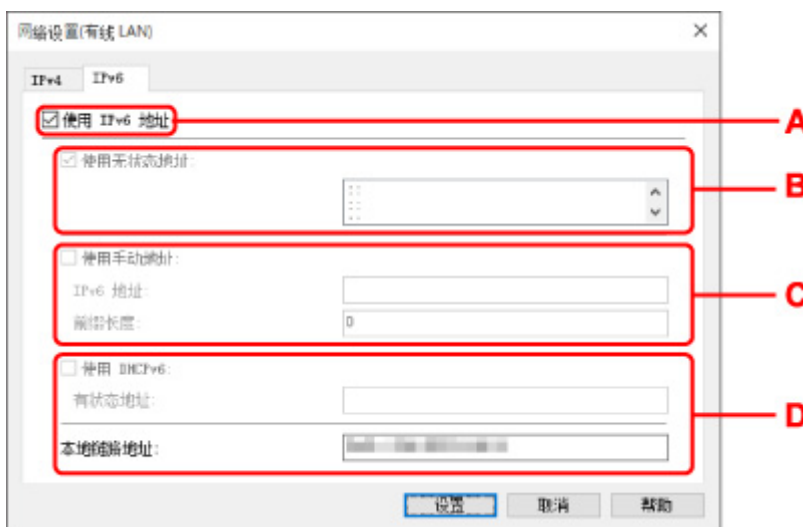 网络设置(有线 LAN)
IPv4 IPv6
使用 IPv6 地址
A
使用无状态地址:
::
::
::
B
使用手动地址:
IPv6 地址:
前缀长度: 0
C
使用 DHCPv6:
有状态地址:
D
本地链路地址:
设置 取消 帮助